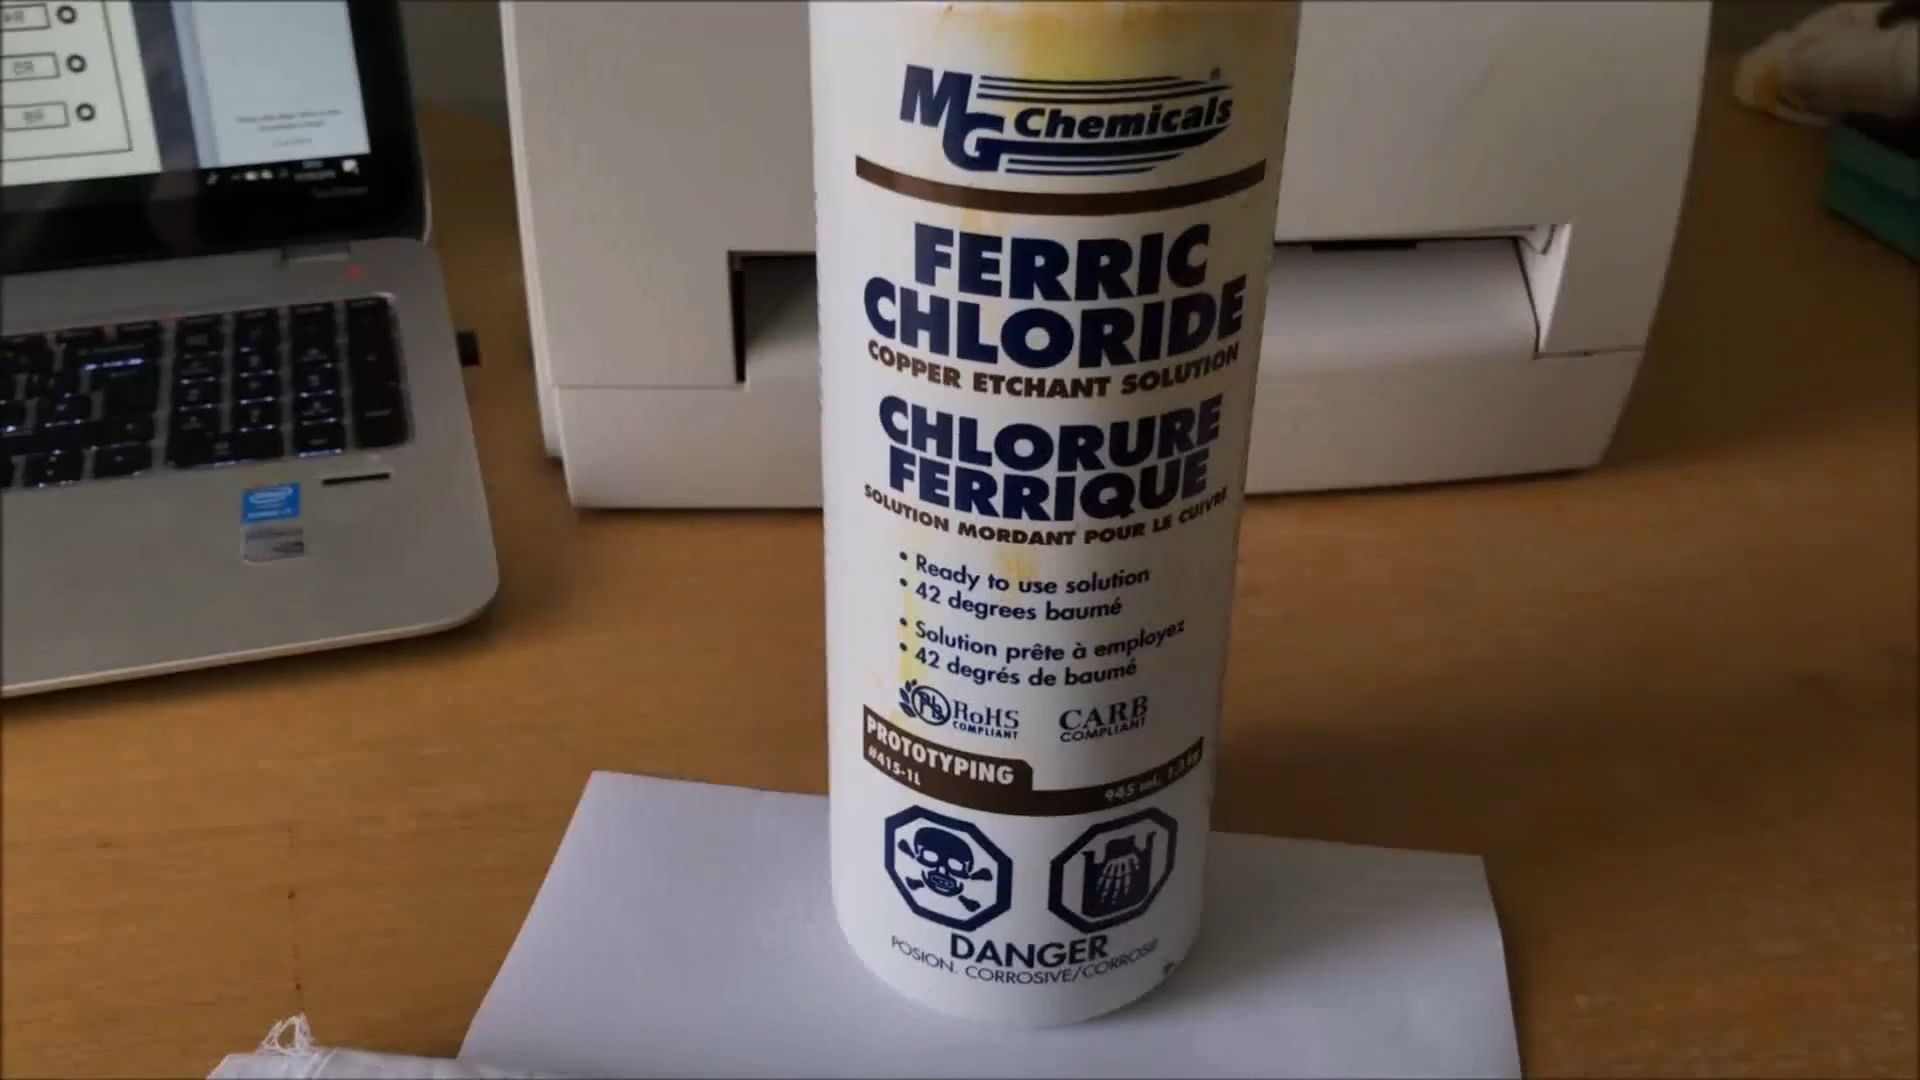 MG Chemicals®
FERRIC
CHLORIDE
COPPER ETCHANT SOLUTION
CHLORURE
FERRIQUE
SOLUTION MORDANT POUR LE CUIVRE
• Ready to use solution
• 42 degrees baumé
• Solution prête à employez
• 42 degrés de baumé
Pb RoHS
COMPLIANT
CARB
COMPLIANT
PROTOTYPING
#415-1L
945 mL,
DANGER
POSION. CORROSIVE/CORROSIF